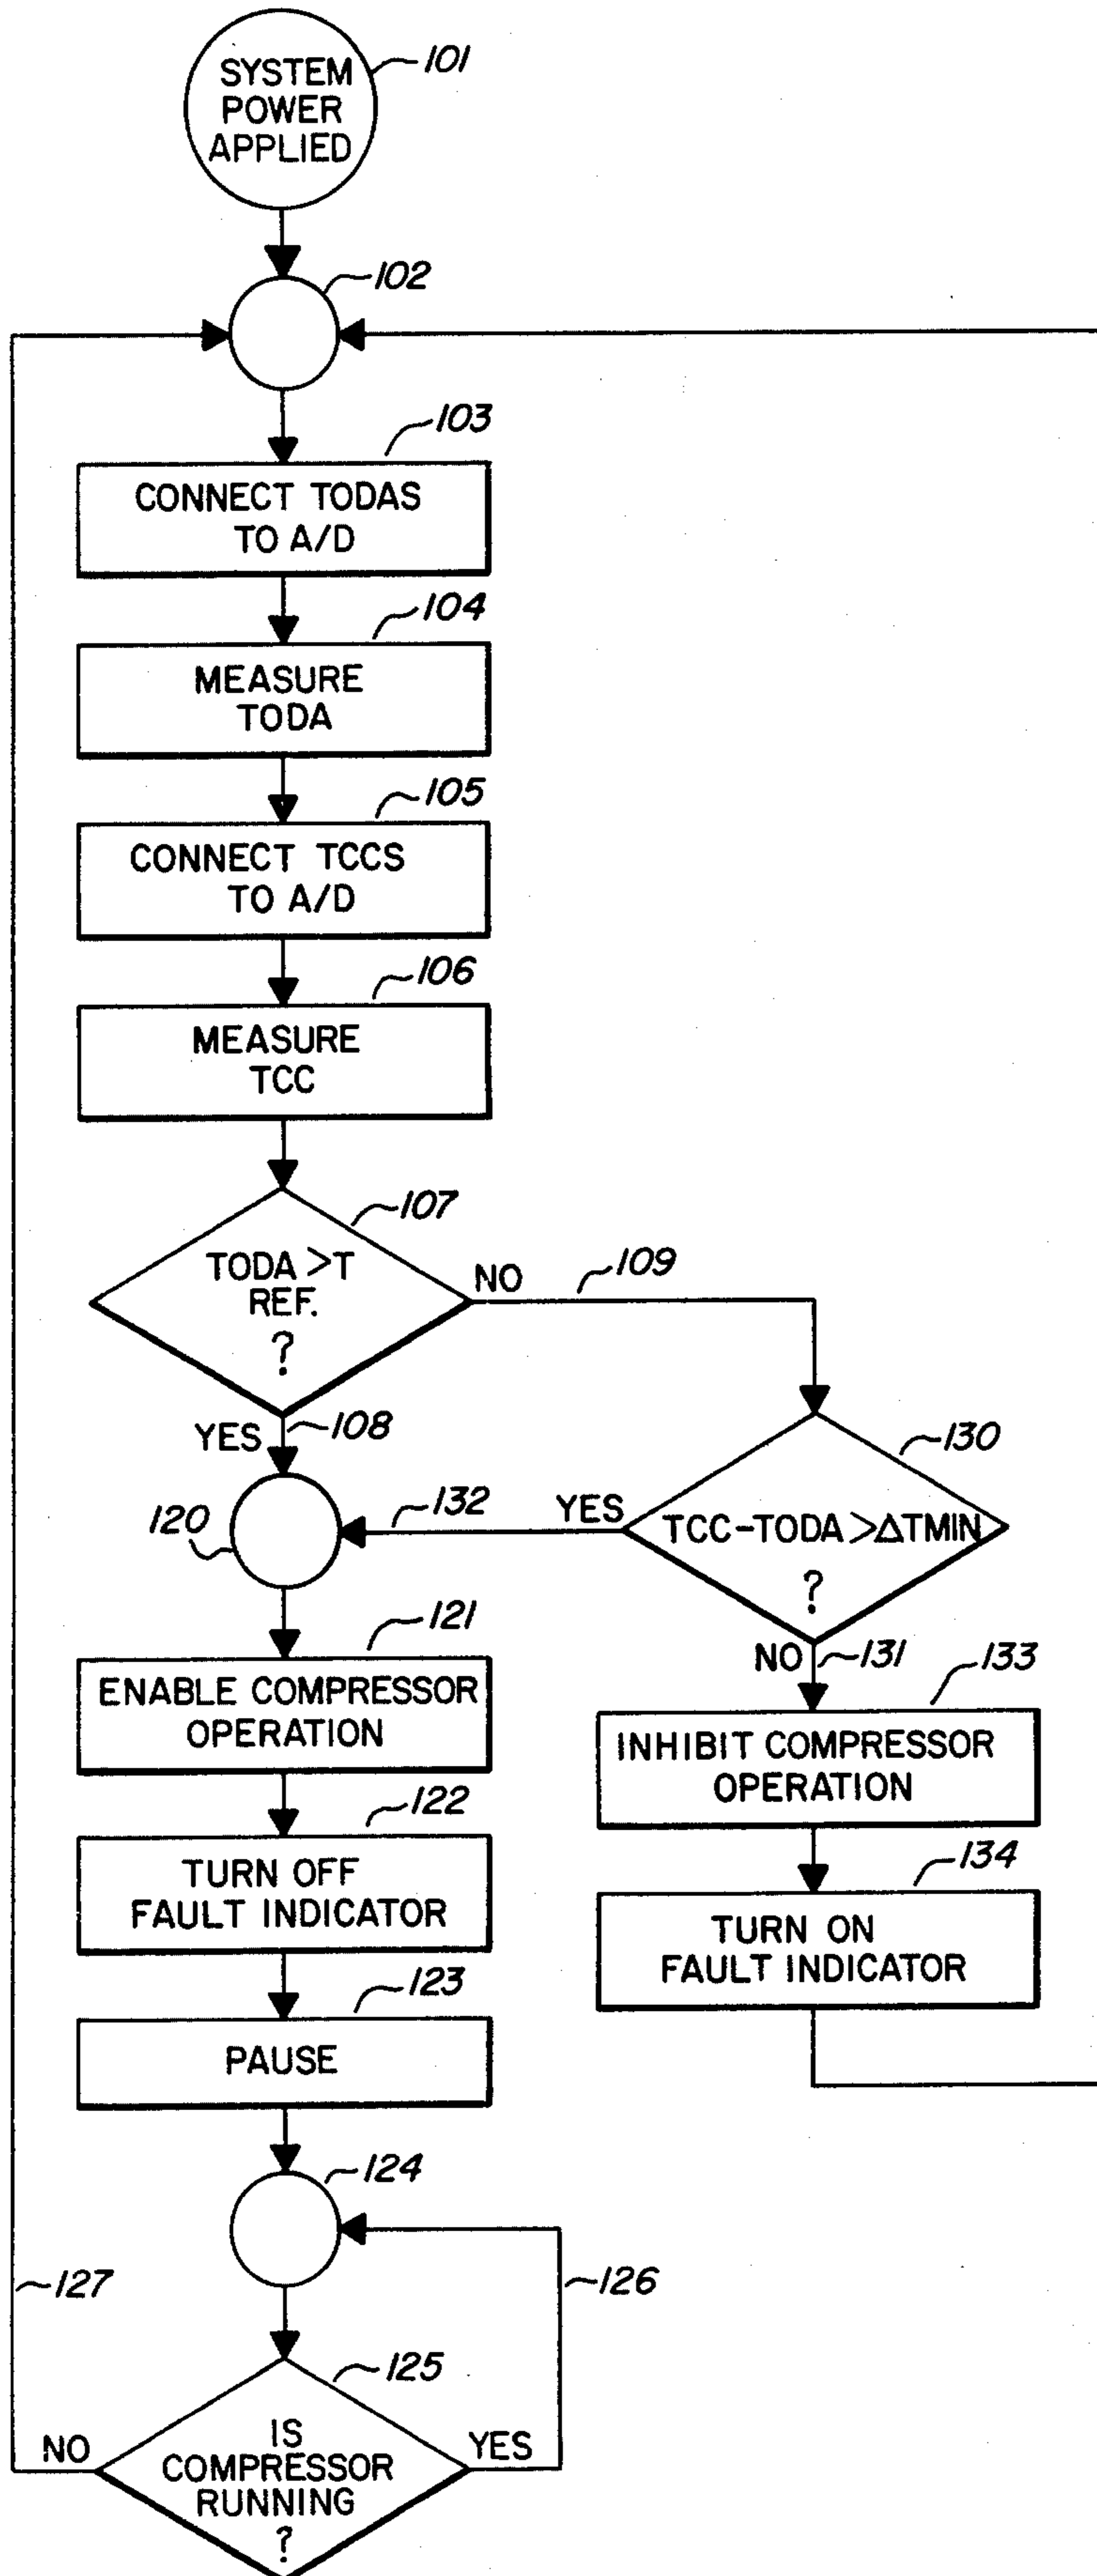 SYSTEM
POWER
APPLIED
101
102
103
CONNECT TODAS
TO A/D
104
MEASURE
TODA
105
CONNECT TCCS
TO A/D
106
MEASURE
TCC
107
TODA >T
REF.
?
NO
109
YES
108
130
TCC-TODA >ΔTMIN
?
YES
132
120
NO
131
121
ENABLE COMPRESSOR
OPERATION
133
INHIBIT COMPRESSOR
OPERATION
122
TURN OFF
FAULT INDICATOR
134
TURN ON
FAULT INDICATOR
123
PAUSE
124
127
126
125
IS
COMPRESSOR
RUNNING
?
NO
YES